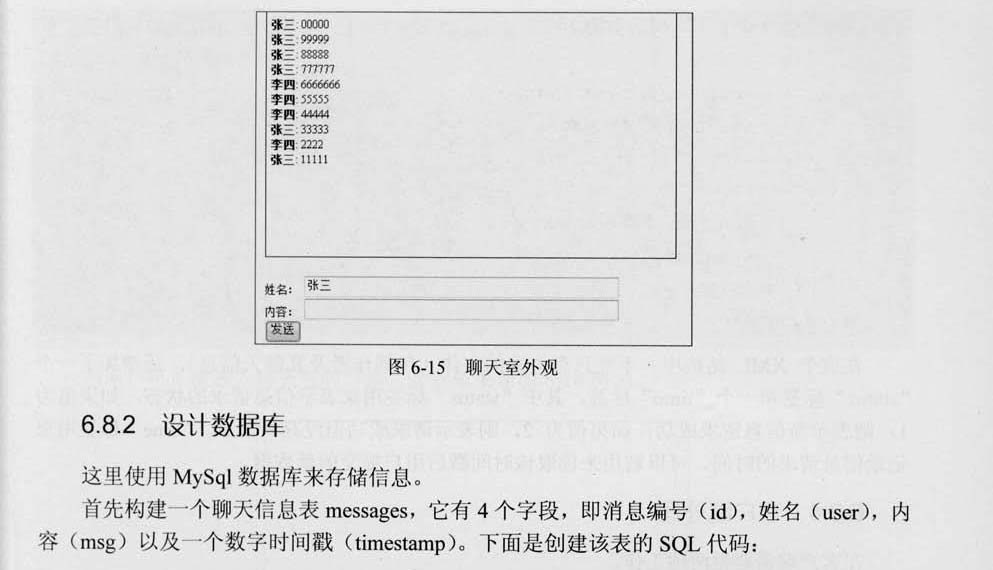 张三: 00000
张三: 99999
张三: 88888
张三: 777777
李四: 6666666
李四: 55555
李四: 44444
张三: 33333
李四: 2222
张三: 11111
姓名: 张三
内容:
发送
图 6-15 聊天室外观
6.8.2 设计数据库
这里使用 MySql 数据库来存储信息。
首先构建一个聊天信息表 messages，它有 4 个字段，即消息编号（id），姓名（user），内
容（msg）以及一个数字时间戳（timestamp）。下面是创建该表的 SQL 代码：